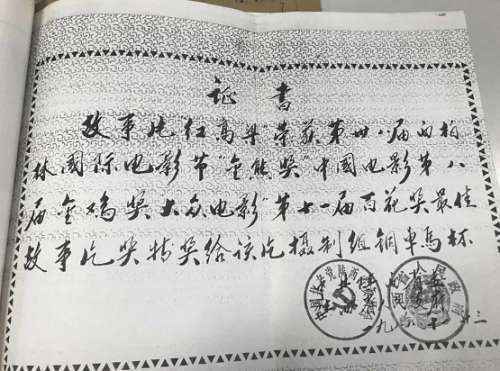 证 书
故事片"红高粱"荣获第卅八届西柏
林国际电影节"金熊奖"中国电影第八
届金鸡奖大众电影"第十一届百花奖最佳
故事片奖特奖给该片摄制组铜车马杯